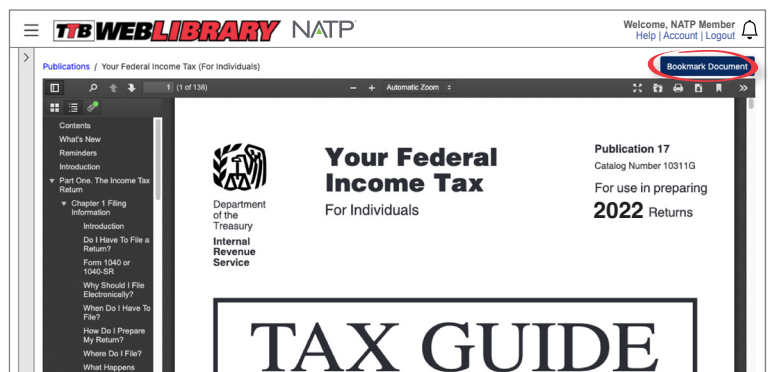 TTB WEBLIBRARY NATP
Welcome, NATP Member
Help | Account | Logout
Publications / Your Federal Income Tax (For Individuals)
Bookmark Document
1 (1 of 138)
Automatic Zoom
Contents
What's New
Reminders
Introduction
Part One. The Income Tax
Return
Chapter 1 Filing
Information
Introduction
Do I Have To File a
Return?
Form 1040 or
1040-SR
Why Should I File
Electronically?
When Do I Have To
File?
How Do I Prepare
My Return?
Where Do I File?
What Happens
Department
of the
Treasury
Internal
Revenue
Service
Your Federal
Income Tax
For Individuals
Publication 17
Catalog Number 10311G
For use in preparing
2022 Returns
TAX GUIDE